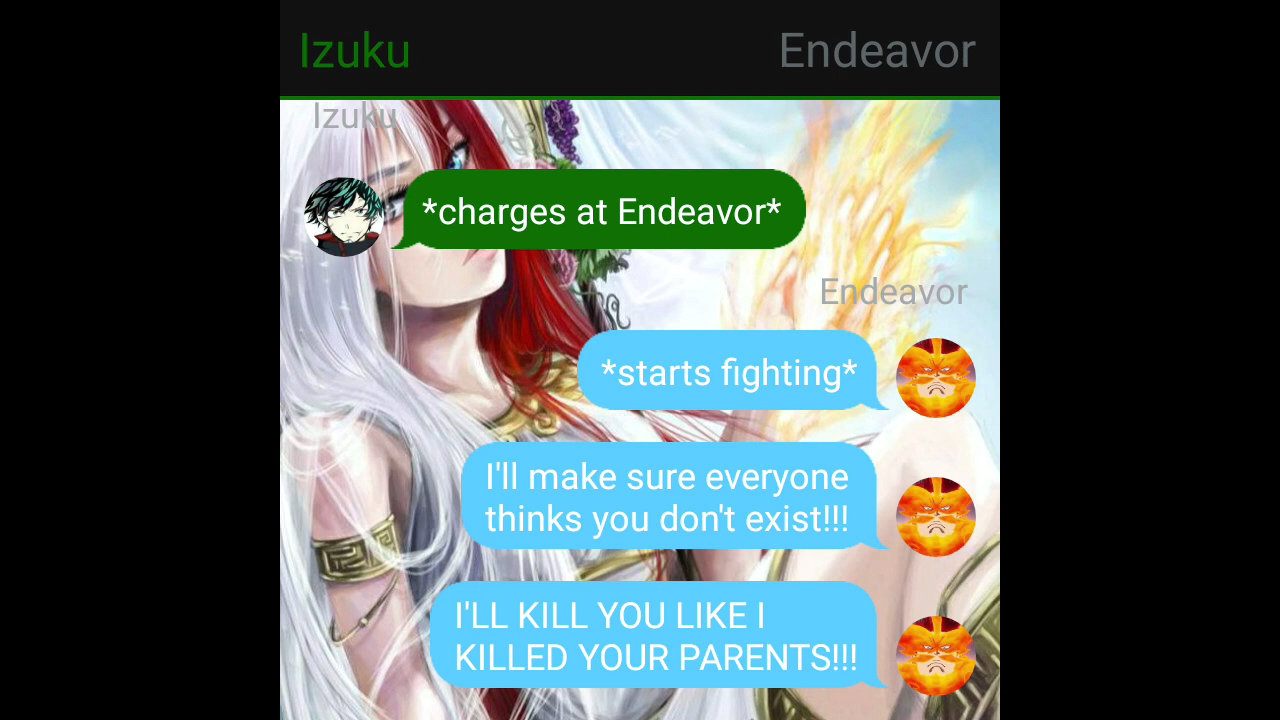 Izuku
Endeavor
Izuku
*charges at Endeavor*
Endeavor
*starts fighting*
I'll make sure everyone
thinks you don't exist!!!
I'LL KILL YOU LIKE I
KILLED YOUR PARENTS!!!